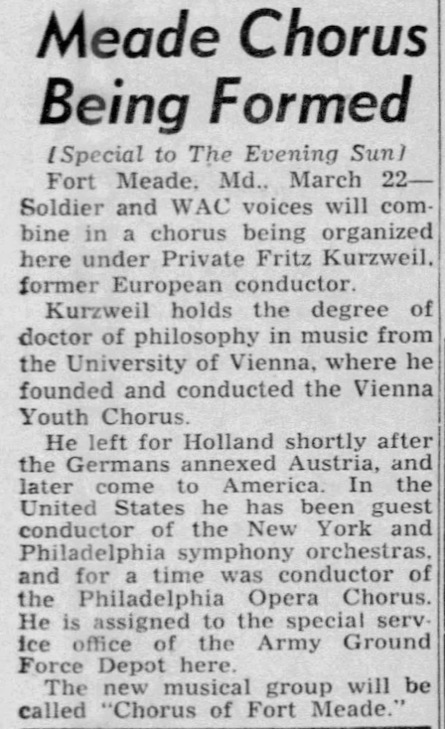 Meade Chorus
Being Formed
[Special to The Evening Sun]
Fort Meade, Md., March 22—
Soldier and WAC voices will com-
bine in a chorus being organized
here under Private Fritz Kurzweil,
former European conductor.
Kurzweil holds the degree of
doctor of philosophy in music from
the University of Vienna, where he
founded and conducted the Vienna
Youth Chorus.
He left for Holland shortly after
the Germans annexed Austria, and
later come to America. In the
United States he has been guest
conductor of the New York and
Philadelphia symphony orchestras,
and for a time was conductor of
the Philadelphia Opera Chorus.
He is assigned to the special serv-
ice office of the Army Ground
Force Depot here.
The new musical group will be
called "Chorus of Fort Meade."